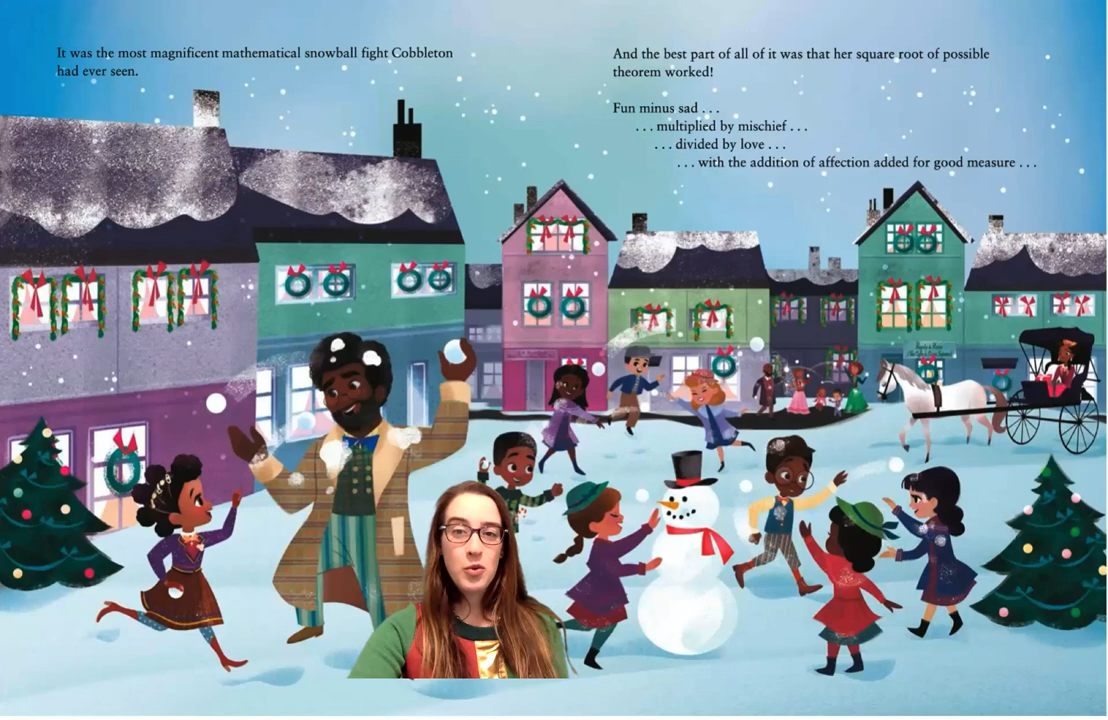 It was the most magnificent mathematical snowball fight Cobbleton
had ever seen.
And the best part of all of it was that her square root of possible
theorem worked!
Fun minus sad . . .
. . . multiplied by mischief . . .
. . . divided by love . . .
. . . with the addition of affection added for good measure . . .